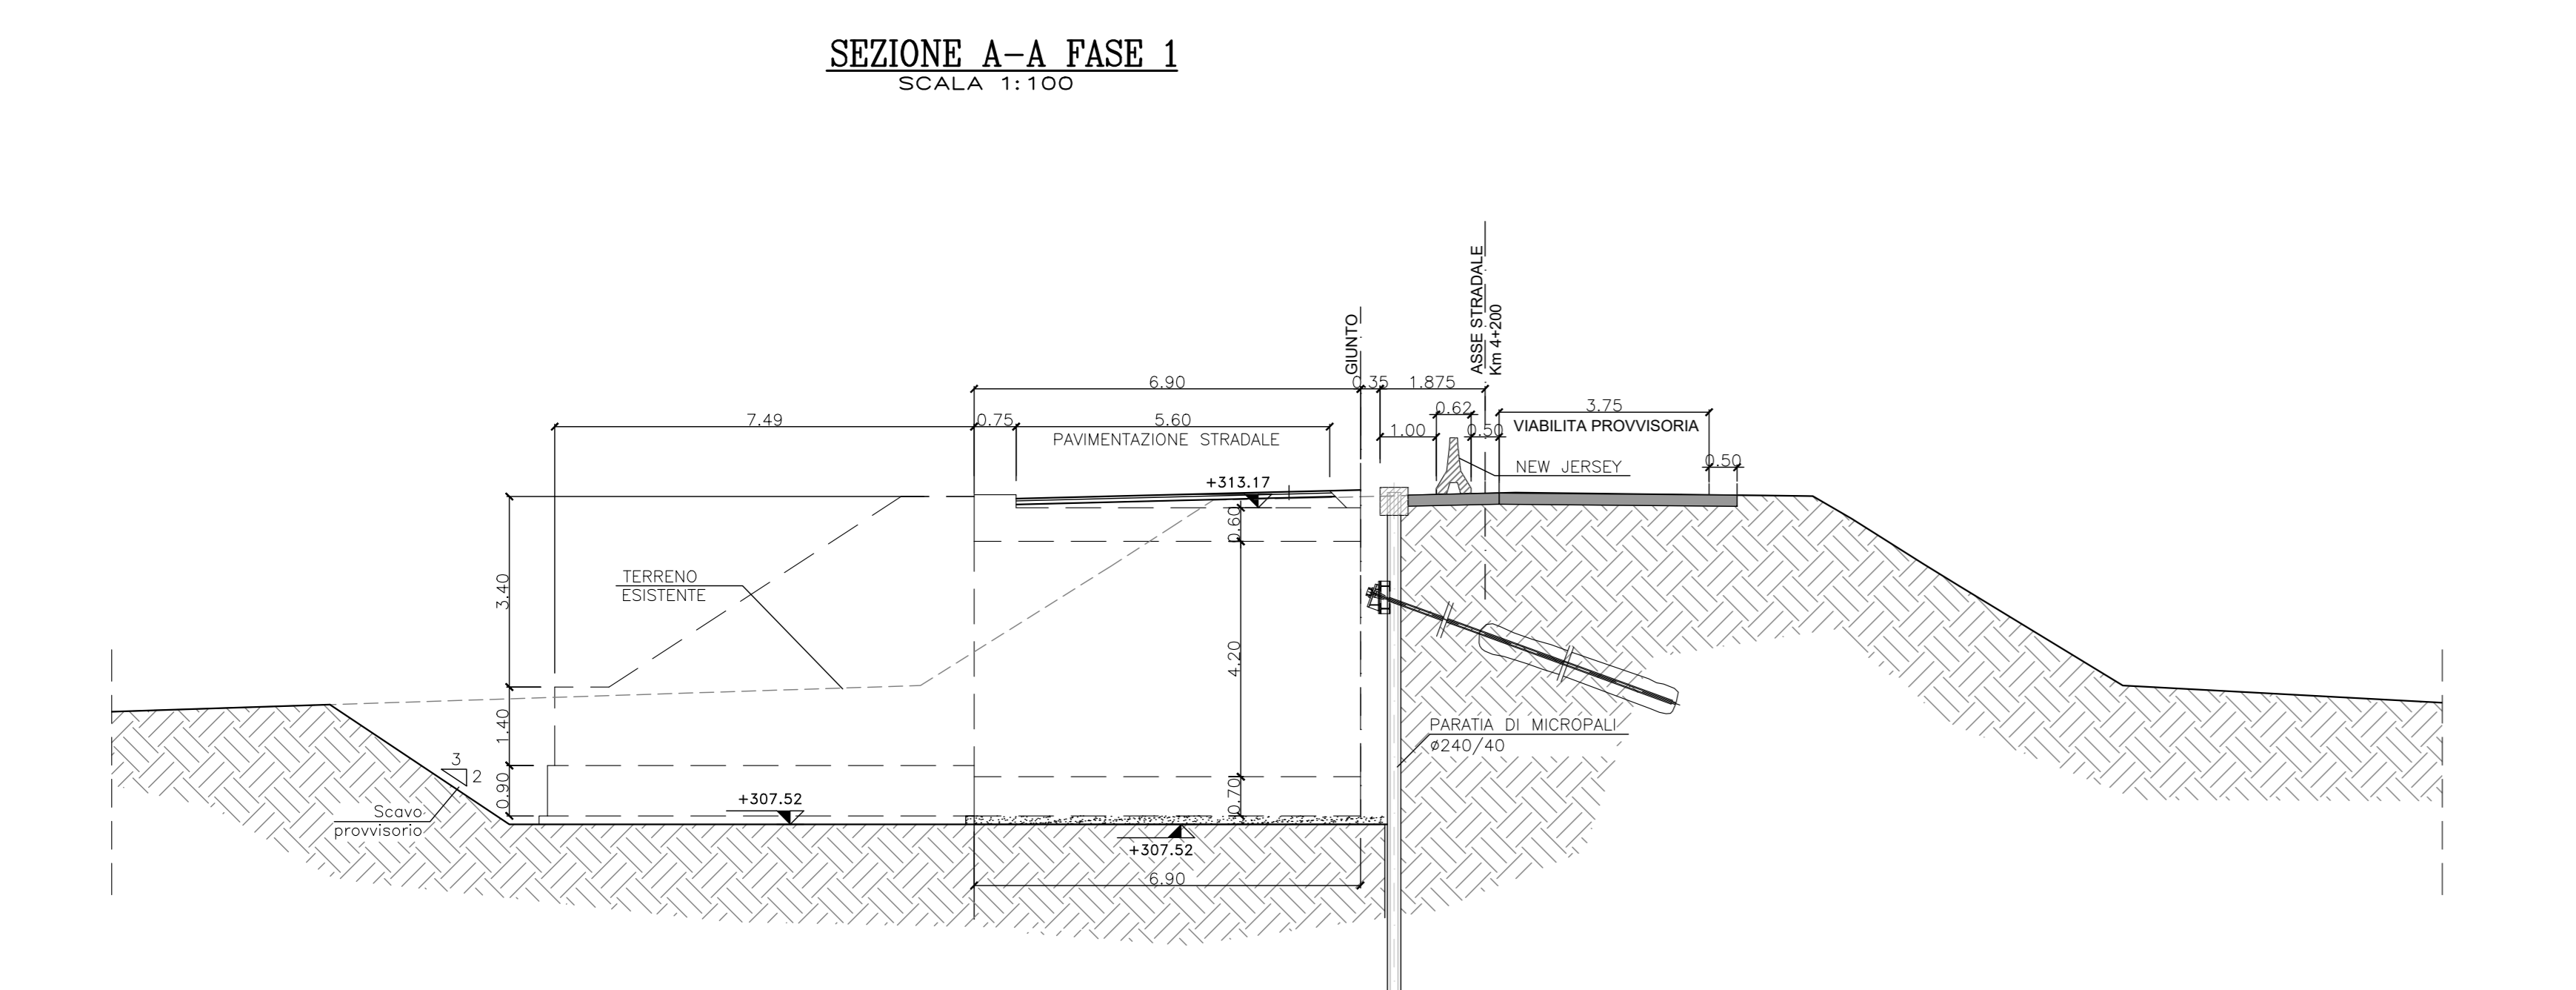 SEZIONE A-A FASE 1
SCALA 1:100
ASSE STRADALE
Km 4+200
GIUNTO
6.90
0.35
1.875
0.62
3.75
7.49
0.75
5.60
1.00
0.50
VIABILITA PROVVISORIA
PAVIMENTAZIONE STRADALE
NEW JERSEY
0.50
+313.17
0.60
TERRENO
ESISTENTE
3.40
4.20
1.40
PARATIA DI MICROPALI
ø240/40
3
2
0.90
0.70
+307.52
Scavo
provvisorio
+307.52
6.90